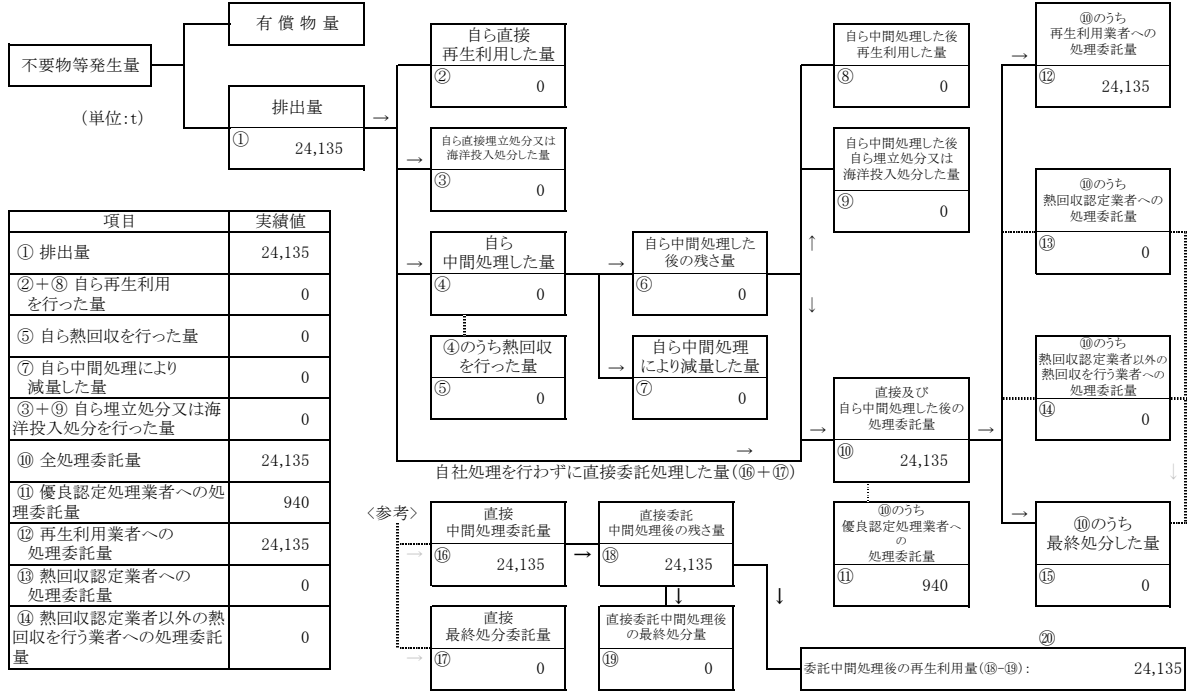 有 償 物 量
不要物等発生量
(単位:t)
排出量
①
24,135
→
自ら直接
再生利用した量
②
0
→
自ら直接埋立処分又は
海洋投入処分した量
③
0
→
自ら
中間処理した量
④
0
④のうち熱回収
を行った量
⑤
0
→
自ら中間処理した
後の残さ量
⑥
0
→
自ら中間処理
により減量した量
⑦
0
自ら中間処理した後
再生利用した量
⑧
0
自ら中間処理した後
自ら埋立処分又は
海洋投入処分した量
⑨
0
↑
↓
→
自社処理を行わずに直接委託処理した量(⑯+⑰)
→
直接及び
自ら中間処理した後の
処理委託量
⑩
24,135
⑩のうち
優良認定処理業者へ
の
処理委託量
⑪
940
→
⑩のうち
再生利用業者への
処理委託量
⑫
24,135
⑩のうち
熱回収認定業者への
処理委託量
⑬
0
⑩のうち
熱回収認定業者以外の
熱回収を行う業者への
処理委託量
⑭
0
→
↓
→
⑩のうち
最終処分した量
⑮
0
項目 実績値
① 排出量 24,135
②+⑧ 自ら再生利用
を行った量 0
⑤ 自ら熱回収を行った量 0
⑦ 自ら中間処理により
減量した量 0
③+⑨ 自ら埋立処分又は海
洋投入処分を行った量 0
⑩ 全処理委託量 24,135
⑪ 優良認定処理業者への処
理委託量 940
⑫ 再生利用業者への
処理委託量 24,135
⑬ 熱回収認定業者への
処理委託量 0
⑭ 熱回収認定業者以外の熱
回収を行う業者への処理委託
量 0
〈参考〉
→
直接
中間処理委託量
⑯
24,135
→
直接委託
中間処理後の残さ量
⑱
24,135
↓
↓
→
直接
最終処分委託量
⑰
0
直接委託中間処理後
の最終処分量
⑲
0
⑳
委託中間処理後の再生利用量(⑱-⑲): 24,135